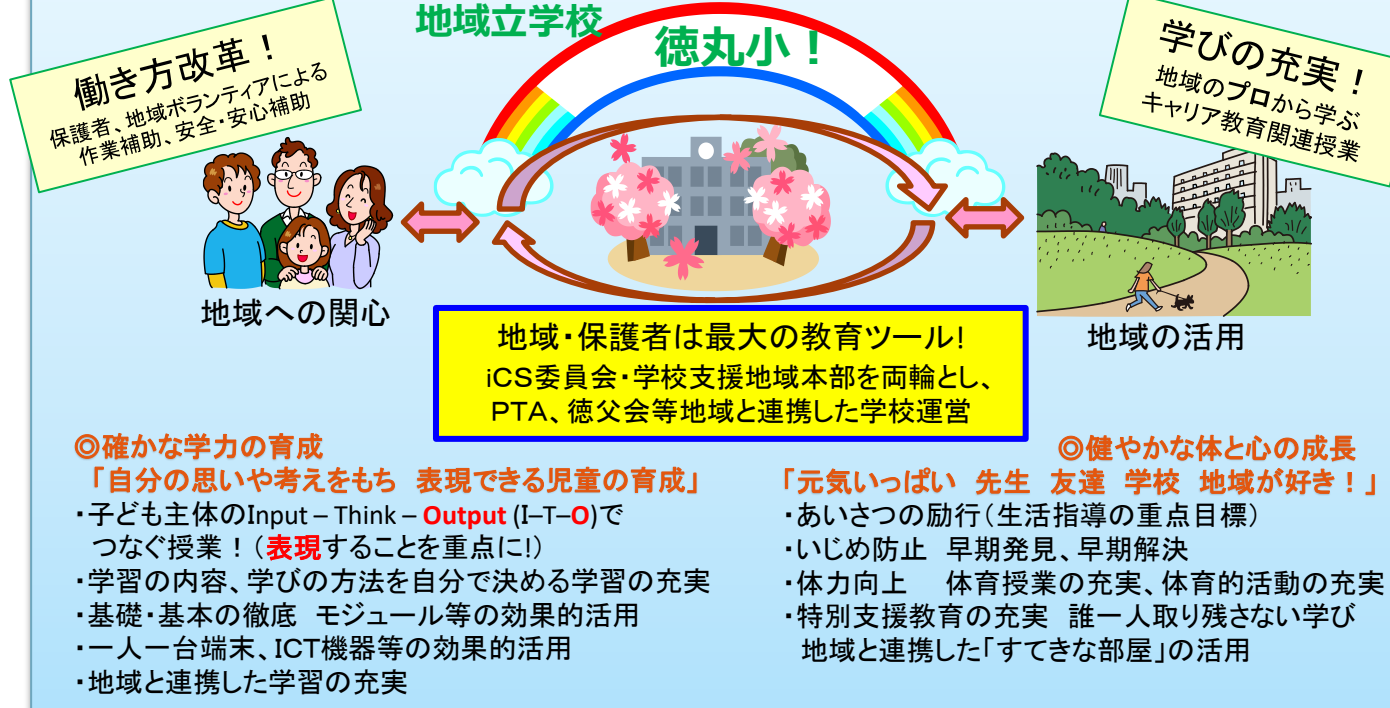 地域立学校
徳丸小！
働き方改革！
保護者、地域ボランティアによる
作業補助、安全・安心補助
学びの充実！
地域のプロから学ぶ
キャリア教育関連授業
地域への関心
地域の活用
地域・保護者は最大の教育ツール！
iCS委員会・学校支援地域本部を両輪とし、
PTA、徳父会等地域と連携した学校運営
◎確かな学力の育成
「自分の思いや考えをもち　表現できる児童の育成」
・子ども主体のInput – Think – Output (I–T–O)で
つなぐ授業！（表現することを重点に!）
・学習の内容、学びの方法を自分で決める学習の充実
・基礎・基本の徹底　モジュール等の効果的活用
・一人一台端末、ICT機器等の効果的活用
・地域と連携した学習の充実
◎健やかな体と心の成長
「元気いっぱい　先生　友達　学校　地域が好き！」
・あいさつの励行（生活指導の重点目標）
・いじめ防止　早期発見、早期解決
・体力向上　体育授業の充実、体育的活動の充実
・特別支援教育の充実　誰一人取り残さない学び
地域と連携した「すてきな部屋」の活用